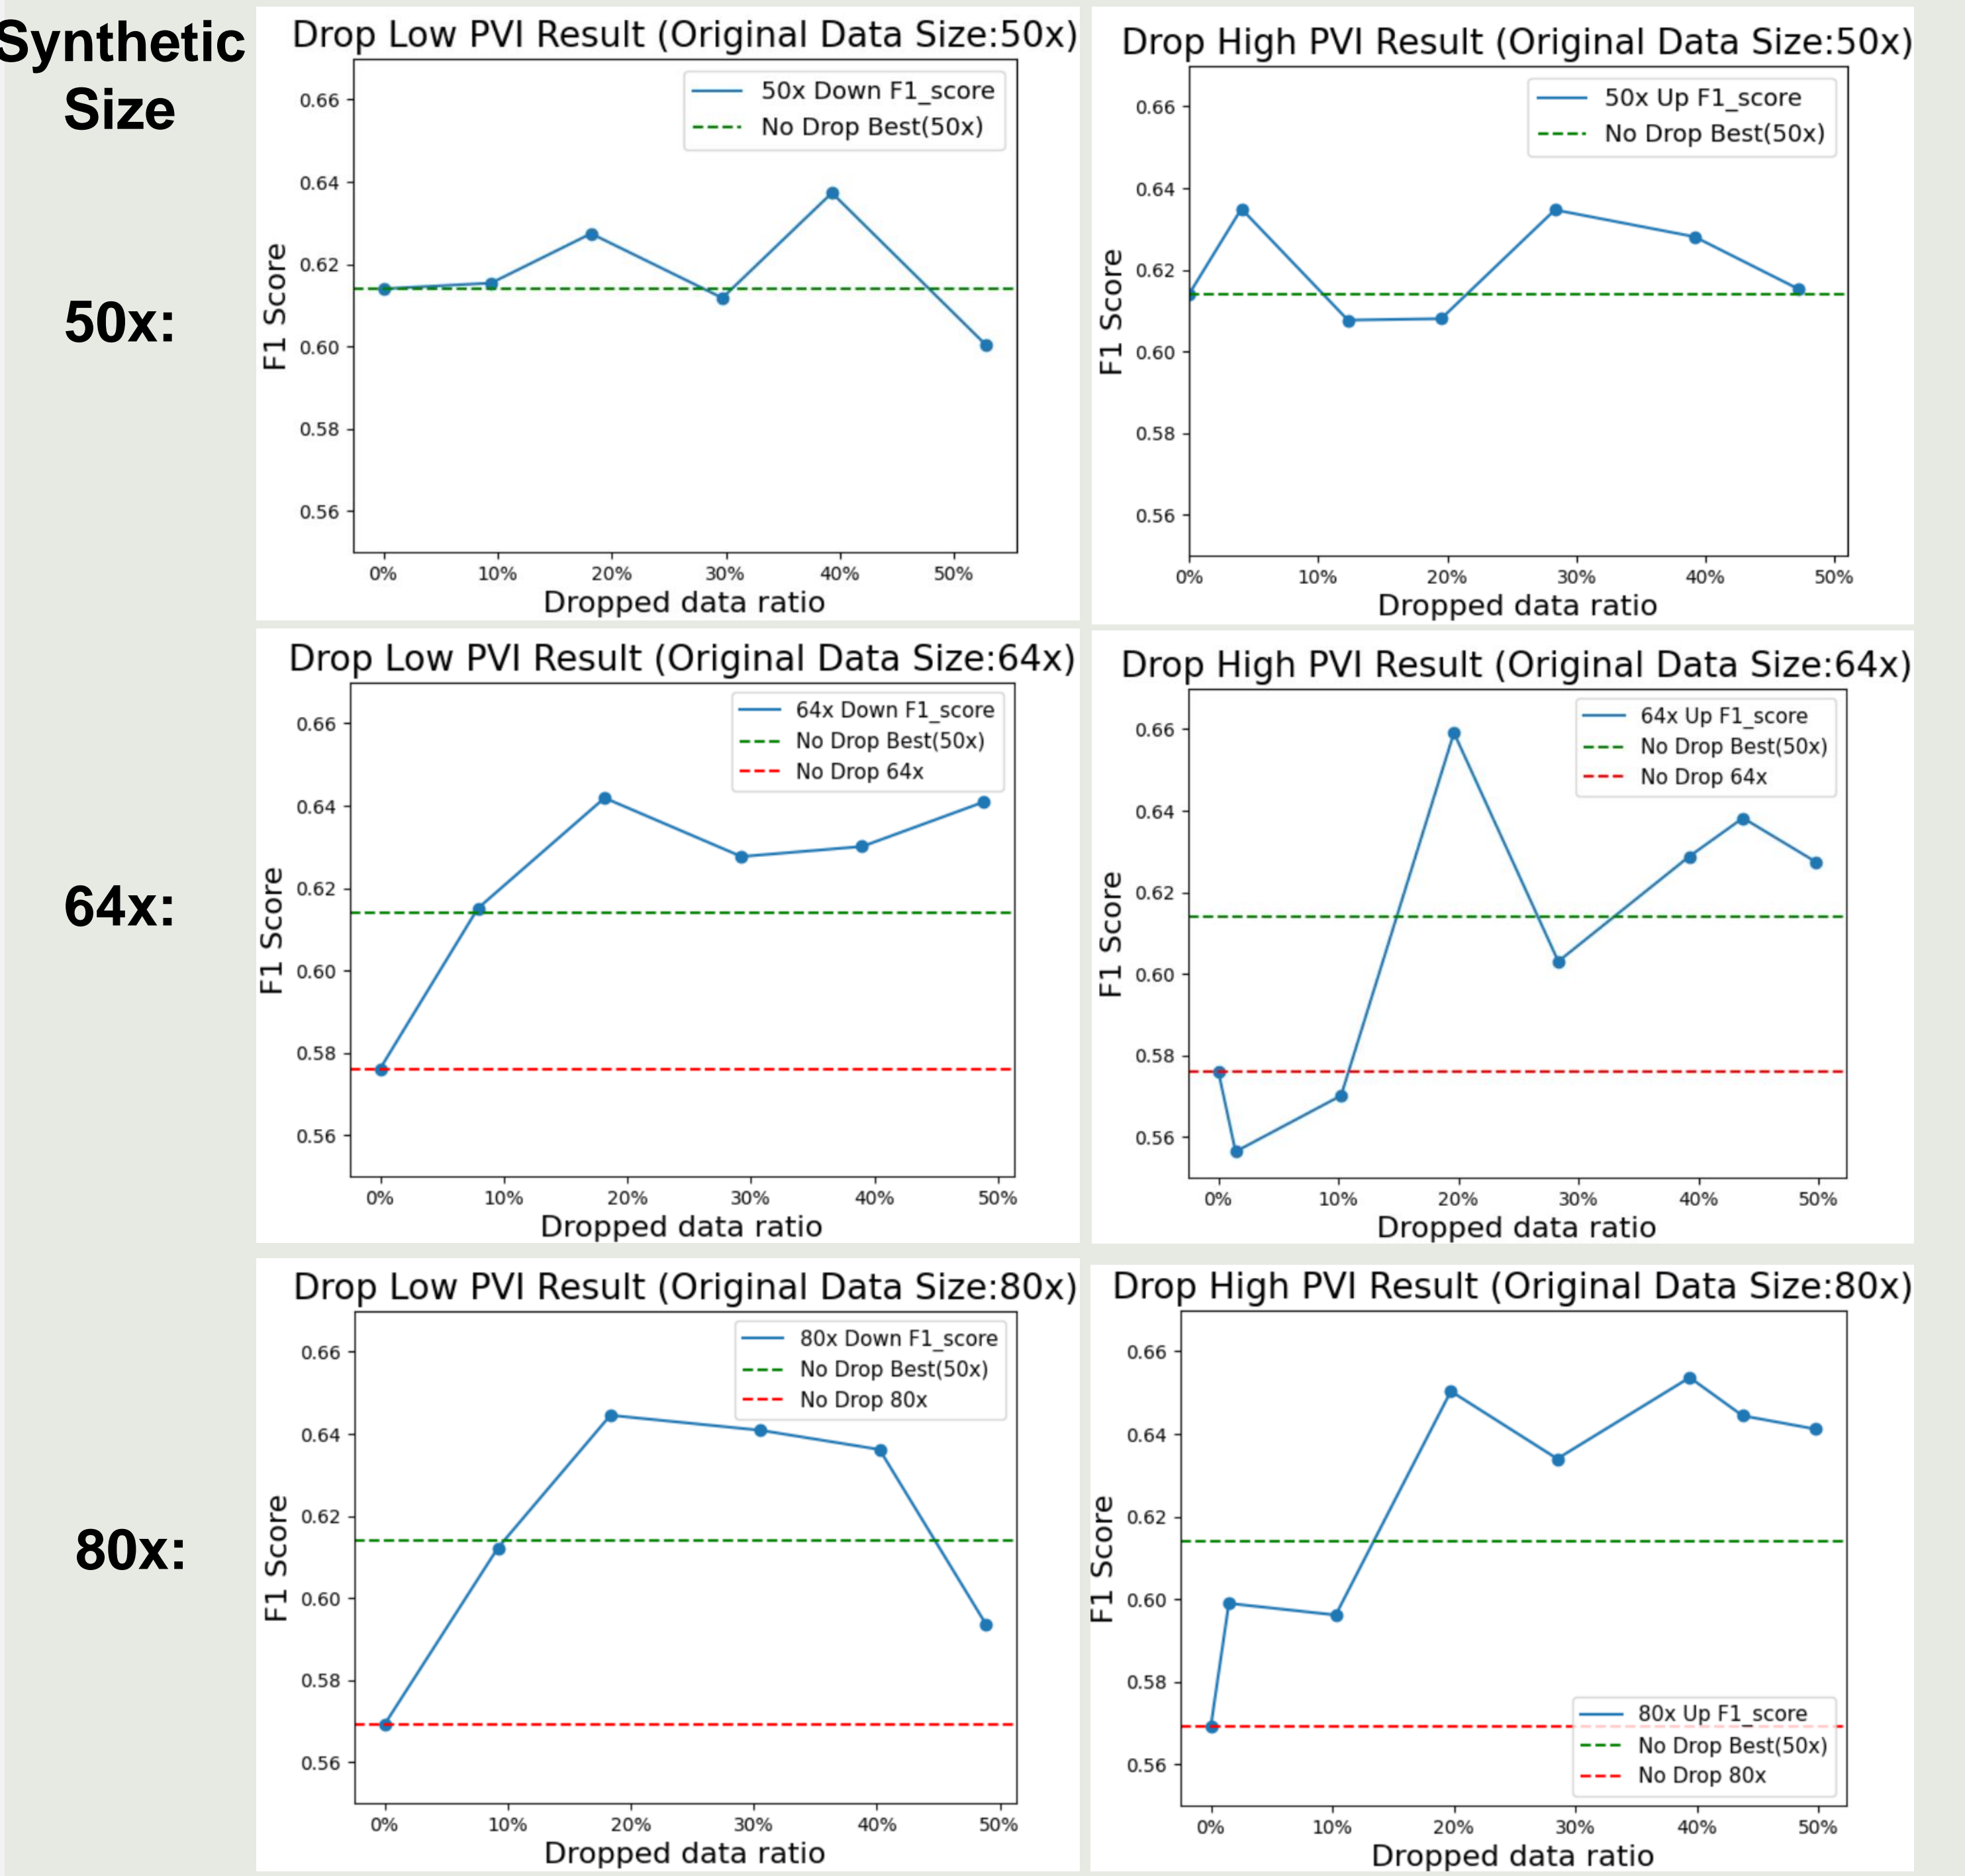 Synthetic
Size
50x:
64x:
80x:
Drop Low PVI Result (Original Data Size:50x)
50x Down F1_score
No Drop Best(50x)
F1 Score
0.66
0.64
0.62
0.60
0.58
0.56
0% 10% 20% 30% 40% 50%
Dropped data ratio
Drop High PVI Result (Original Data Size:50x)
50x Up F1_score
No Drop Best(50x)
F1 Score
0.66
0.64
0.62
0.60
0.58
0.56
0% 10% 20% 30% 40% 50%
Dropped data ratio
Drop Low PVI Result (Original Data Size:64x)
64x Down F1_score
No Drop Best(50x)
No Drop 64x
F1 Score
0.66
0.64
0.62
0.60
0.58
0.56
0% 10% 20% 30% 40% 50%
Dropped data ratio
Drop High PVI Result (Original Data Size:64x)
64x Up F1_score
No Drop Best(50x)
No Drop 64x
F1 Score
0.66
0.64
0.62
0.60
0.58
0.56
0% 10% 20% 30% 40% 50%
Dropped data ratio
Drop Low PVI Result (Original Data Size:80x)
80x Down F1_score
No Drop Best(50x)
No Drop 80x
F1 Score
0.66
0.64
0.62
0.60
0.58
0.56
0% 10% 20% 30% 40% 50%
Dropped data ratio
Drop High PVI Result (Original Data Size:80x)
F1 Score
0.66
0.64
0.62
0.60
0.58
0.56
80x Up F1_score
No Drop Best(50x)
No Drop 80x
0% 10% 20% 30% 40% 50%
Dropped data ratio